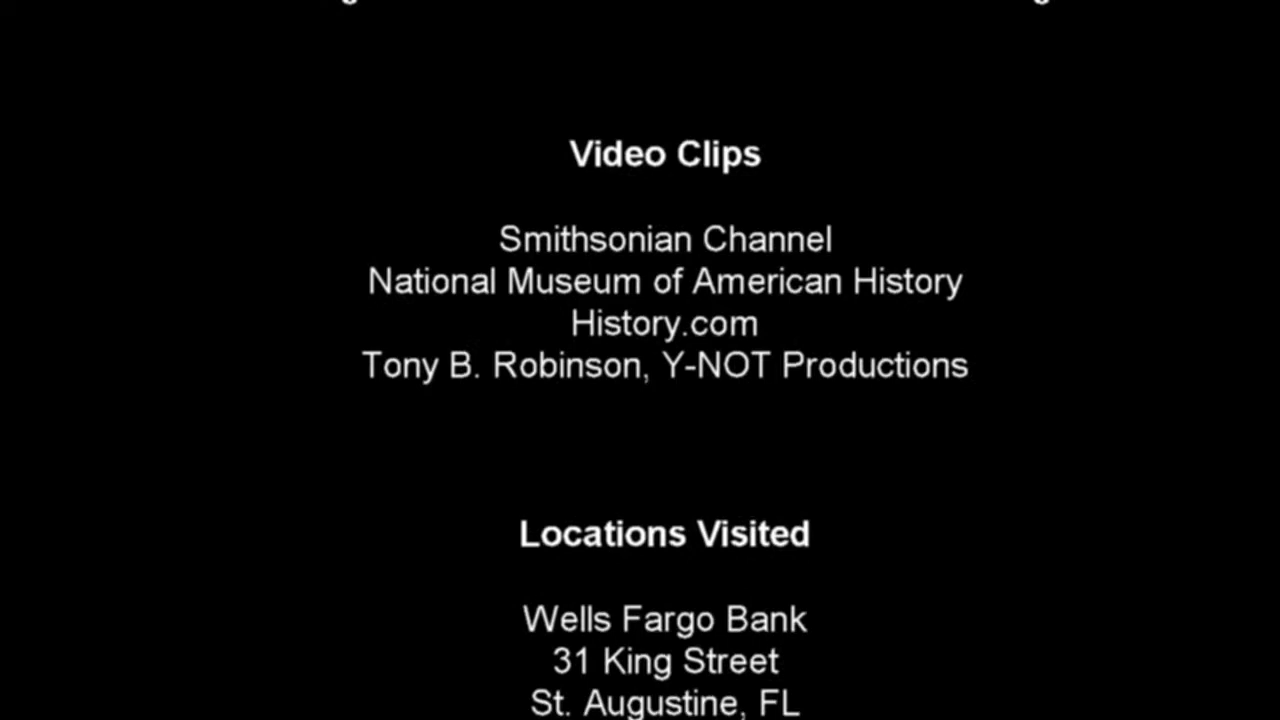 Video Clips
Smithsonian Channel
National Museum of American History
History.com
Tony B. Robinson, Y-NOT Productions
Locations Visited
Wells Fargo Bank
31 King Street
St. Augustine, FL